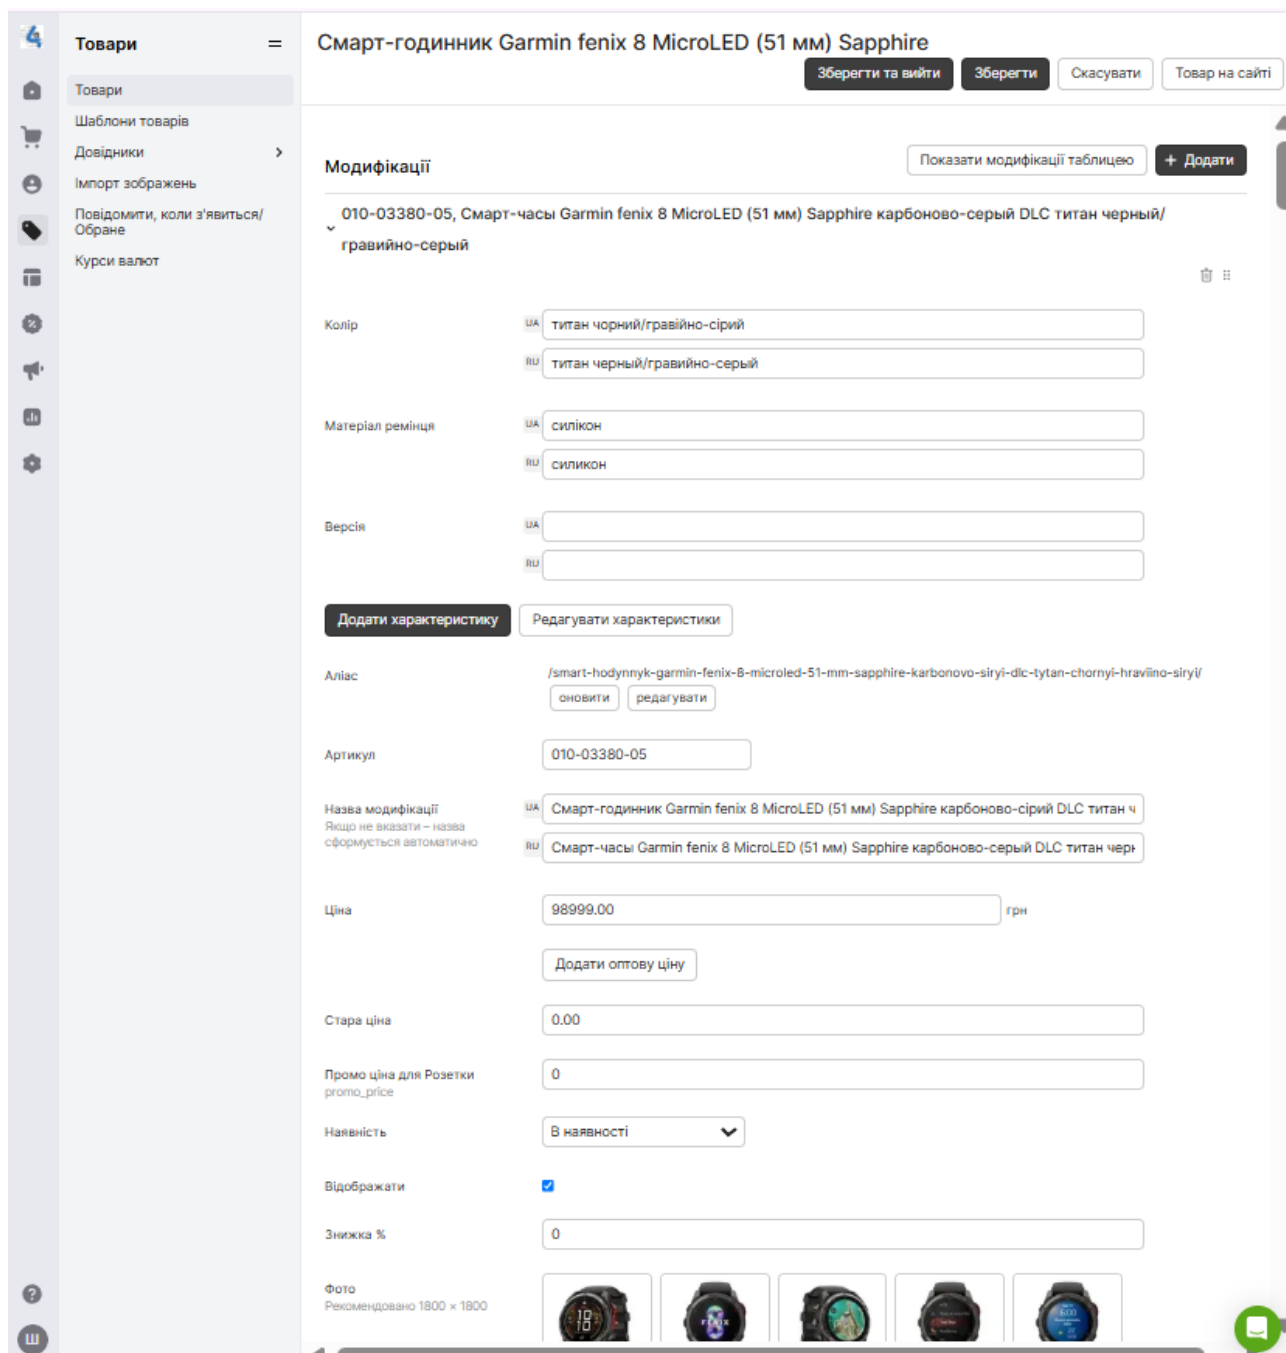 Товари
Товари
Шаблони товарів
Довідники
Імпорт зображень
Повідомити, коли з'явиться/
Обране
Курси валют
Ш
Смарт-годинник Garmin fenix 8 MicroLED (51 мм) Sapphire
Зберегти та вийти
Зберегти
Скасувати
Товар на сайті
Модифікації
Показати модифікації таблицею
+ Додати
010-03380-05, Смарт-часы Garmin fenix 8 MicroLED (51 мм) Sapphire карбоново-серый DLC титан черный/
гравийно-серый
Колір
UA титан чорний/гравійно-сірий
RU титан черный/гравийно-серый
Матеріал ремінця
UA силікон
RU силикон
Версія
UA
RU
Додати характеристику
Редагувати характеристики
Аліас
/smart-hodynnyk-garmin-fenix-8-microled-51-mm-sapphire-karbonovo-siryi-dlc-tytan-chornyi-hraviino-siryi/
оновити
редагувати
Артикул
010-03380-05
Назва модифікації
Якщо не вказати – назва
сформується автоматично
UA Смарт-годинник Garmin fenix 8 MicroLED (51 мм) Sapphire карбоново-сірий DLC титан ч
RU Смарт-часы Garmin fenix 8 MicroLED (51 мм) Sapphire карбоново-серый DLC титан черн
Ціна
98999.00
грн
Додати оптову ціну
Стара ціна
0.00
Промо ціна для Розетки
promo_price
0
Наявність
В наявності
Відображати
Знижка %
0
Фото
Рекомендовано 1800 × 1800